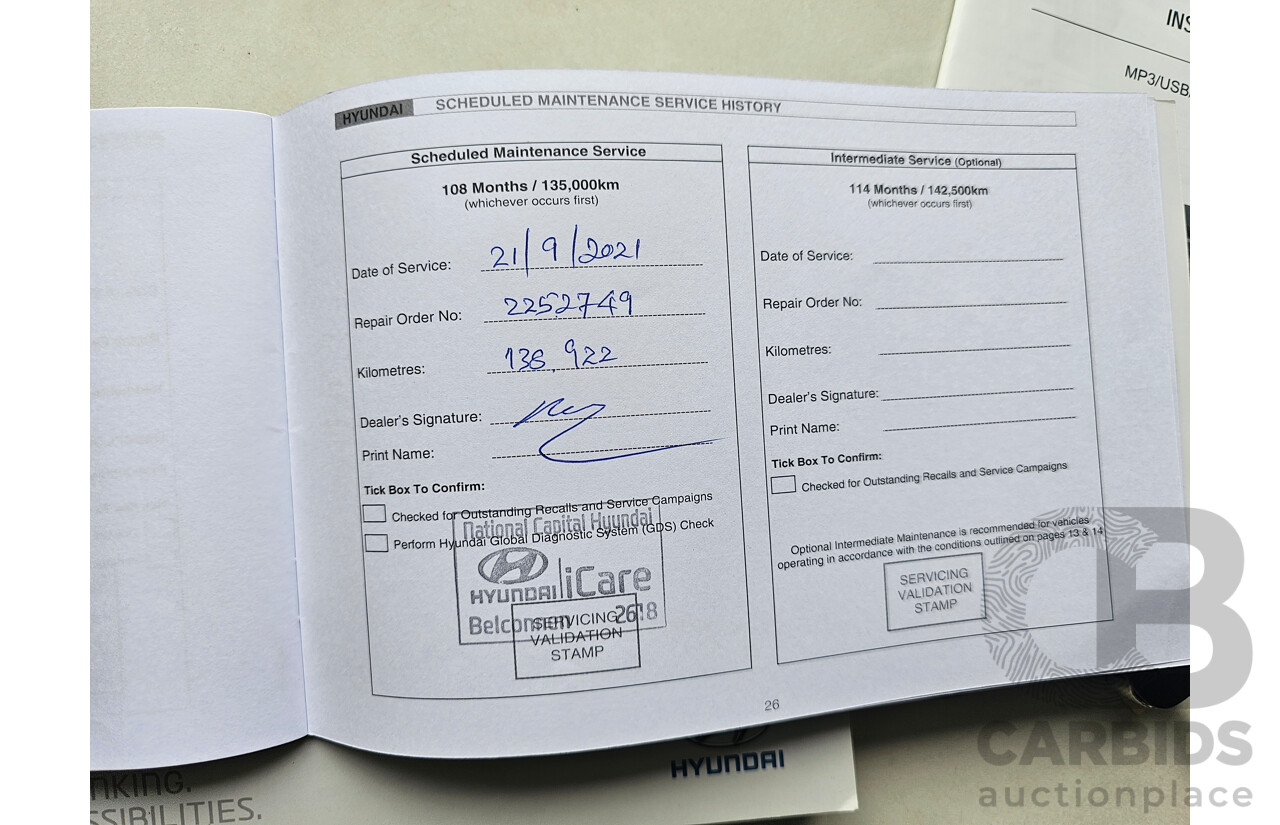 INS
MP3/USB
HYUNDAI
SCHEDULED MAINTENANCE SERVICE HISTORY
Scheduled Maintenance Service
108 Months / 135,000km
(whichever occurs first)
Date of Service: 21/9/2021
Repair Order No: 2252749
Kilometres: 138,922
Dealer's Signature:
Print Name:
Tick Box To Confirm:
Checked for Outstanding Recalls and Service Campaigns
Perform Hyundai Global Diagnostic System (GDS) Check
National Capital Hyundai
HYUNDAI iCare
Belconnen 2618
SERVICING
VALIDATION
STAMP
Intermediate Service (Optional)
114 Months / 142,500km
(whichever occurs first)
Date of Service:
Repair Order No:
Kilometres:
Dealer's Signature:
Print Name:
Tick Box To Confirm:
Checked for Outstanding Recalls and Service Campaigns
Optional Intermediate Maintenance is recommended for vehicles
operating in accordance with the conditions outlined on pages 13 & 14
SERVICING
VALIDATION
STAMP
26
HYUNDAI
NKING.
SSIBILITIES.
CB
CARBIDS
auctionplace